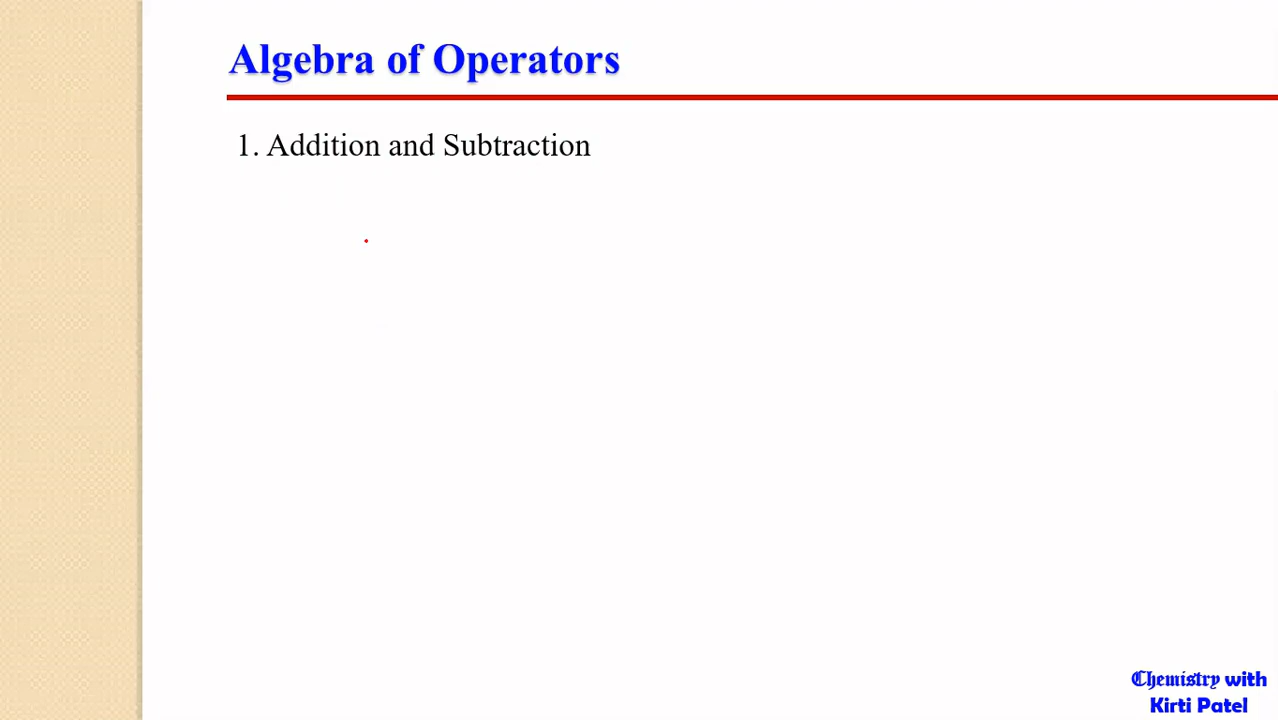 Algebra of Operators
1. Addition and Subtraction
Chemistry with
Kirti Patel